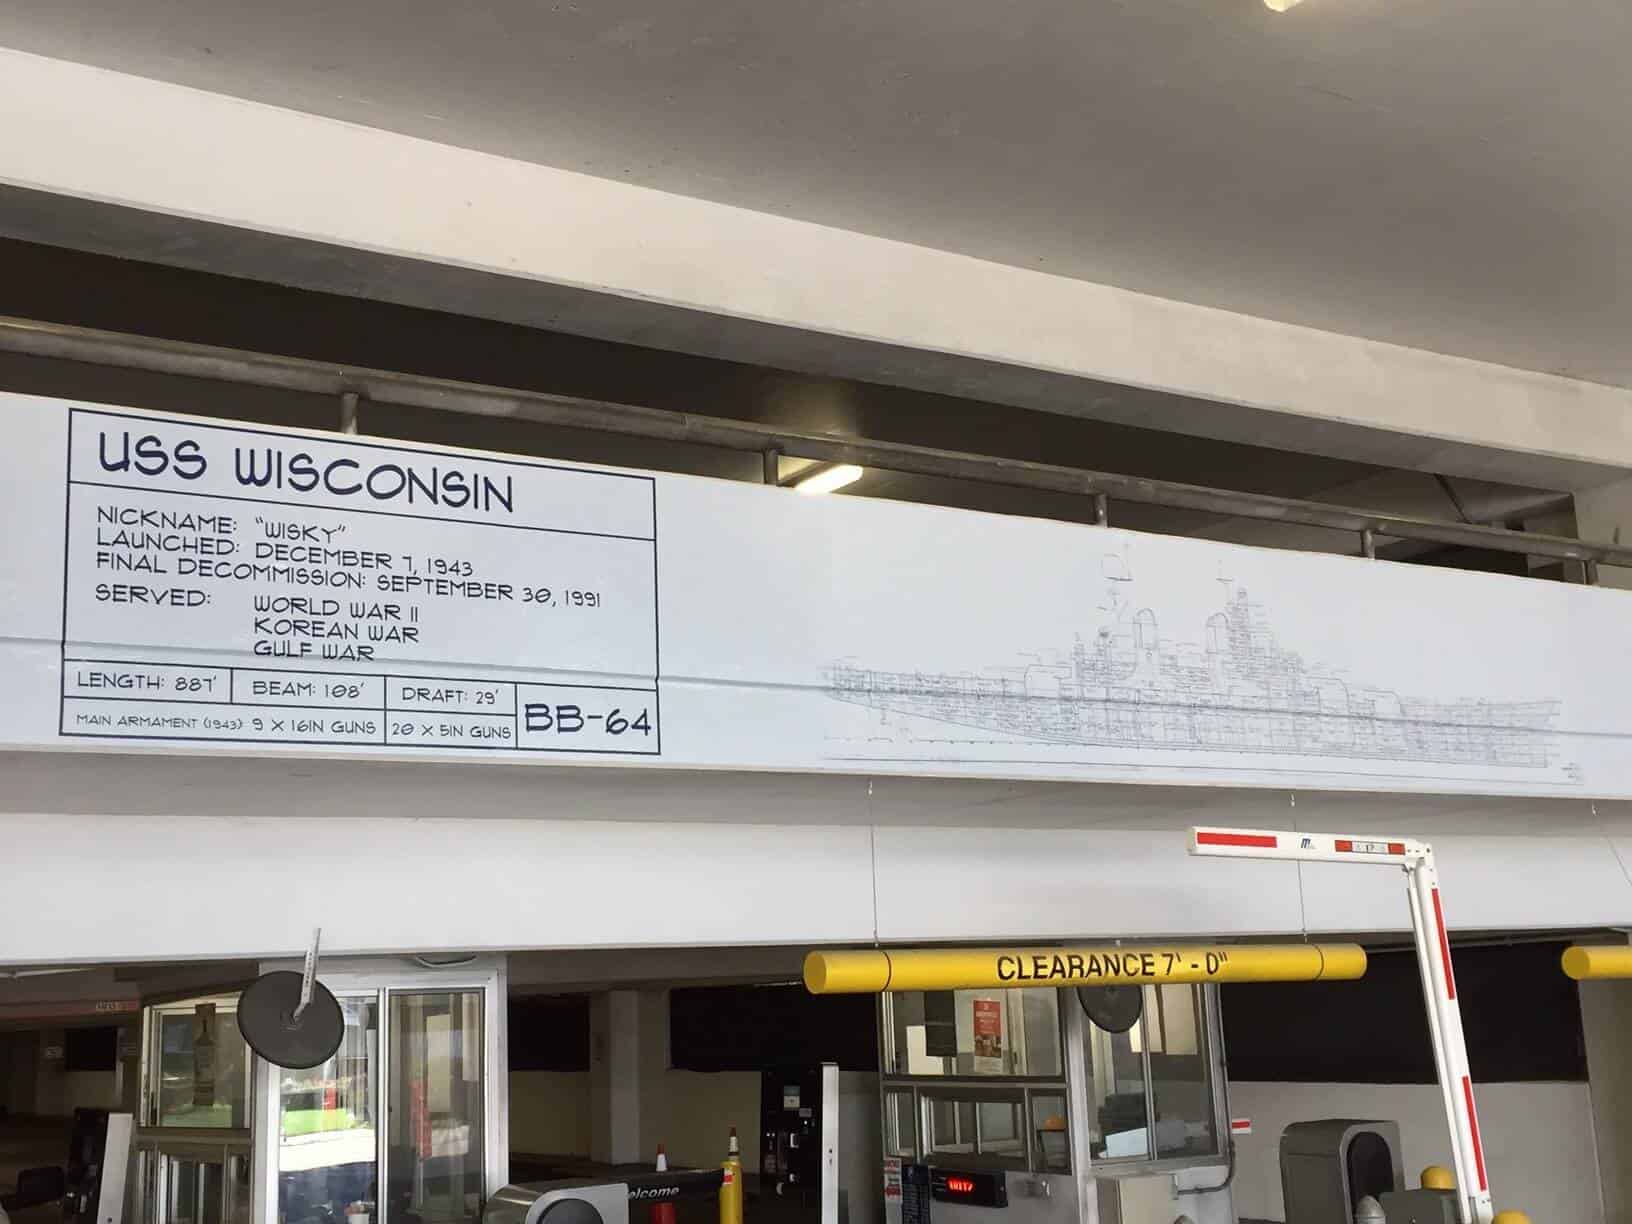 USS WISCONSIN
NICKNAME: "WISKY"
LAUNCHED: DECEMBER 7, 1943
FINAL DECOMMISSION: SEPTEMBER 30, 1991
SERVED: WORLD WAR II
KOREAN WAR
GULF WAR
LENGTH: 887' BEAM: 108' DRAFT: 29'
MAIN ARMAMENT (1943) 9 X 16IN GUNS 20 X 5IN GUNS BB-64
CLEARANCE 7' - 0"
elcome